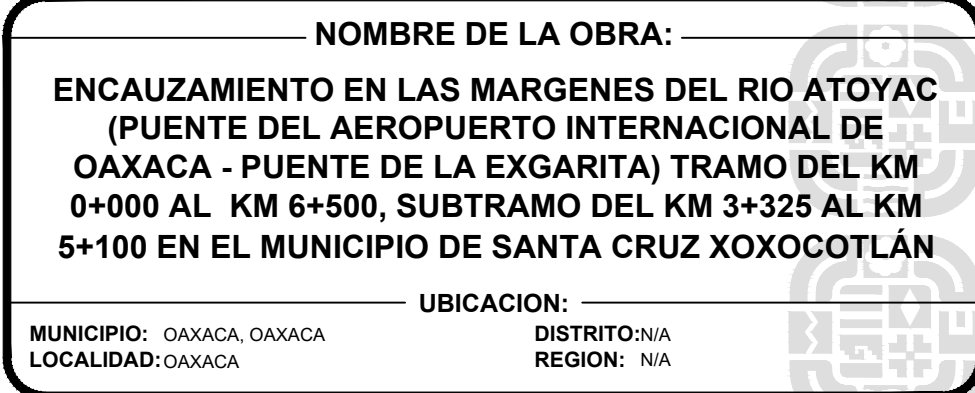 NOMBRE DE LA OBRA:
ENCAUZAMIENTO EN LAS MARGENES DEL RIO ATOYAC
(PUENTE DEL AEROPUERTO INTERNACIONAL DE
OAXACA - PUENTE DE LA EXGARITA) TRAMO DEL KM
0+000 AL KM 6+500, SUBTRAMO DEL KM 3+325 AL KM
5+100 EN EL MUNICIPIO DE SANTA CRUZ XOXOCOTLÁN
UBICACION:
MUNICIPIO: OAXACA, OAXACA DISTRITO:N/A
LOCALIDAD: OAXACA REGION: N/A